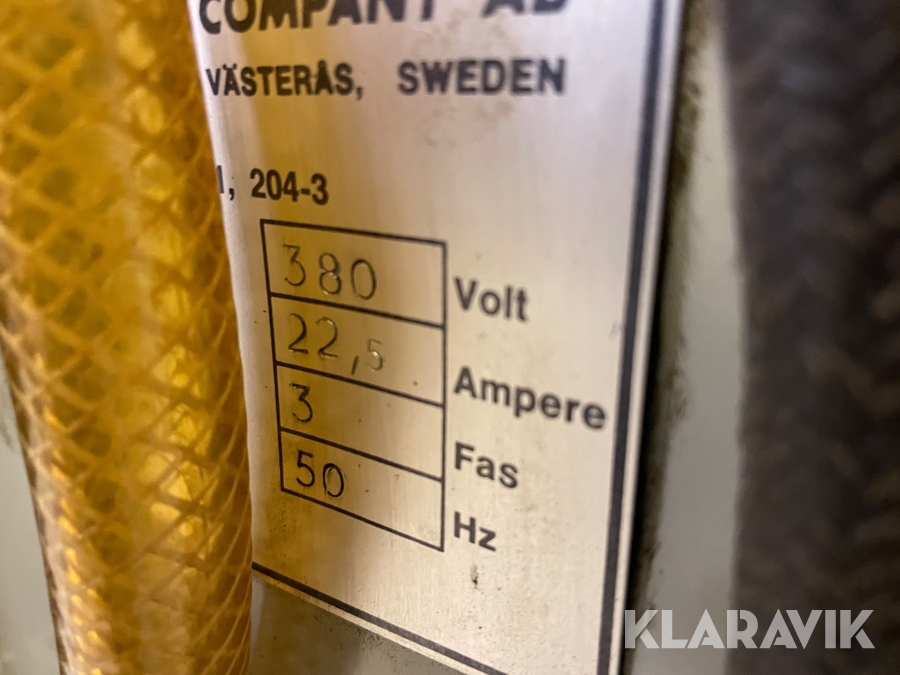 COMPANY AB
VÄSTERÅS, SWEDEN
, 204-3
380 Volt
22,5 Ampere
3 Fas
50 Hz
KLARAVIK